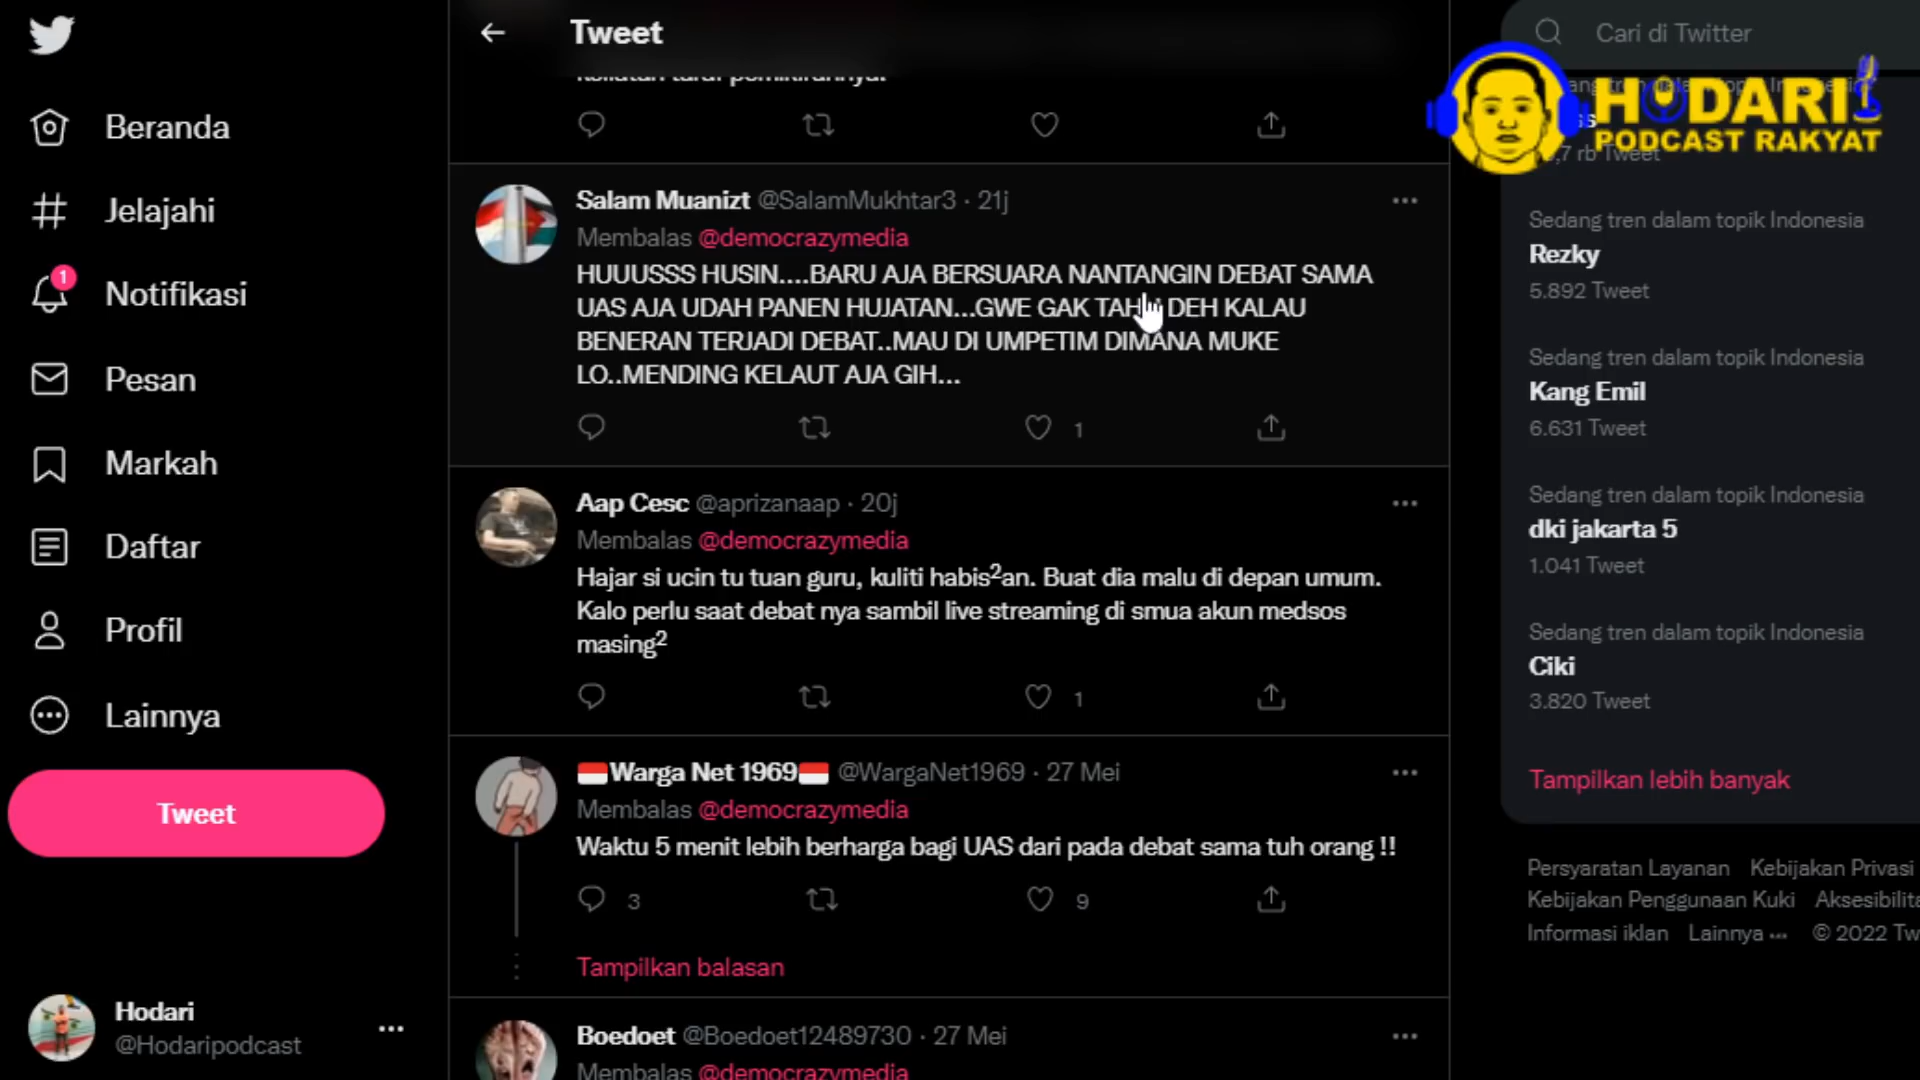 Beranda
Jelajahi
1
Notifikasi
Pesan
Markah
Daftar
Profil
Lainnya
Tweet
Hodari
@Hodaripodcast
Tweet
Salam Muanizt @SalamMukhtar3 · 21j
Membalas @democrazymedia
HUUUSSS HUSIN....BARU AJA BERSUARA NANTANGIN DEBAT SAMA
UAS AJA UDAH PANEN HUJATAN...GWE GAK TAHU DEH KALAU
BENERAN TERJADI DEBAT..MAU DI UMPETIM DIMANA MUKE
LO..MENDING KELAUT AJA GIH...
1
Aap Cesc @aprizanaap · 20j
Membalas @democrazymedia
Hajar si ucin tu tuan guru, kuliti habis²an. Buat dia malu di depan umum.
Kalo perlu saat debat nya sambil live streaming di smua akun medsos
masing²
1
Warga Net 1969 @WargaNet1969 · 27 Mei
Membalas @democrazymedia
Waktu 5 menit lebih berharga bagi UAS dari pada debat sama tuh orang !!
3
9
Tampilkan balasan
Boedoet @Boedoet12489730 · 27 Mei
Membalas @democrazymedia
Cari di Twitter
HODARI
PODCAST RAKYAT
,7 rb Tweet
Sedang tren dalam topik Indonesia
Rezky
5.892 Tweet
Sedang tren dalam topik Indonesia
Kang Emil
6.631 Tweet
Sedang tren dalam topik Indonesia
dki jakarta 5
1.041 Tweet
Sedang tren dalam topik Indonesia
Ciki
3.820 Tweet
Tampilkan lebih banyak
Persyaratan Layanan Kebijakan Privasi
Kebijakan Penggunaan Kuki Aksesibilita
Informasi iklan Lainnya ··· © 2022 Tw